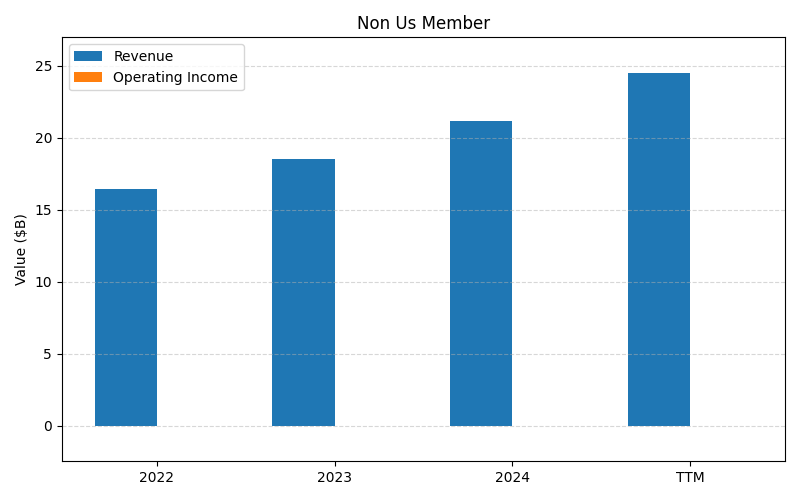 Non Us Member
Revenue
Operating Income
Value ($B)
25
20
15
10
5
0
2022
2023
2024
TTM